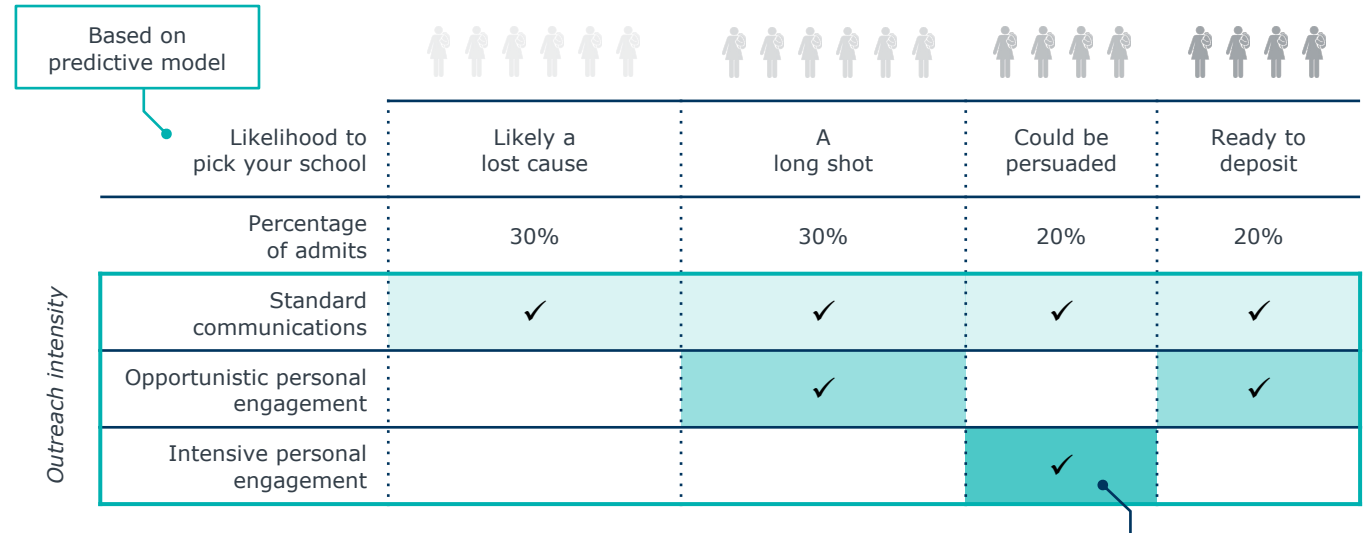 Based on
predictive model
Likelihood to
pick your school
Likely a
lost cause
A
long shot
Could be
persuaded
Ready to
deposit
Percentage
of admits
30%
30%
20%
20%
Outreach intensity
Standard
communications
✓
✓
✓
✓
Opportunistic personal
engagement
✓
✓
Intensive personal
engagement
✓